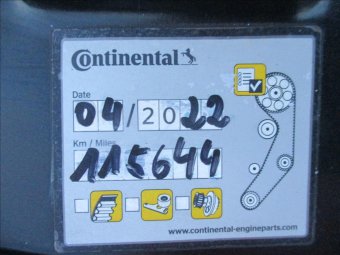 Continental
Date
04/2022
Km / Miles
115644
www.continental-engineparts.com